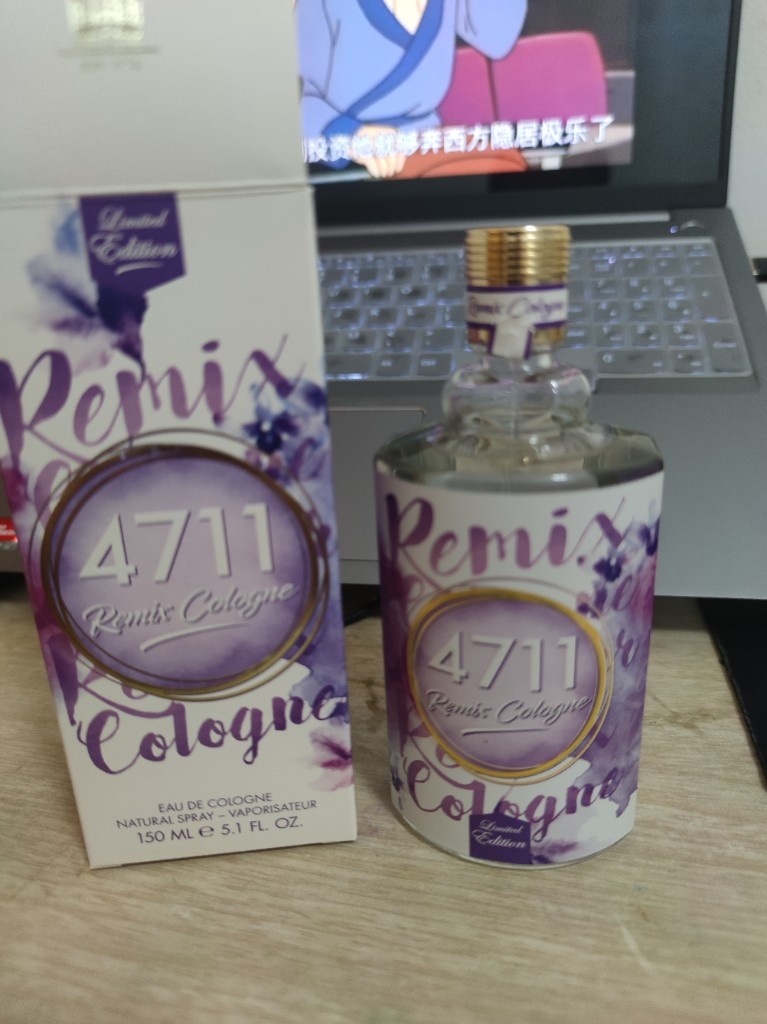 投资他就够奔西方隐居极乐了
Limited
Edition
Remix
4711
Remix Cologne
Cologne
EAU DE COLOGNE
NATURAL SPRAY – VAPORISATEUR
150 ML ℮ 5.1 FL. OZ.
Remix Cologne
Remix
4711
Remix Cologne
Cologne
Limited
Edition